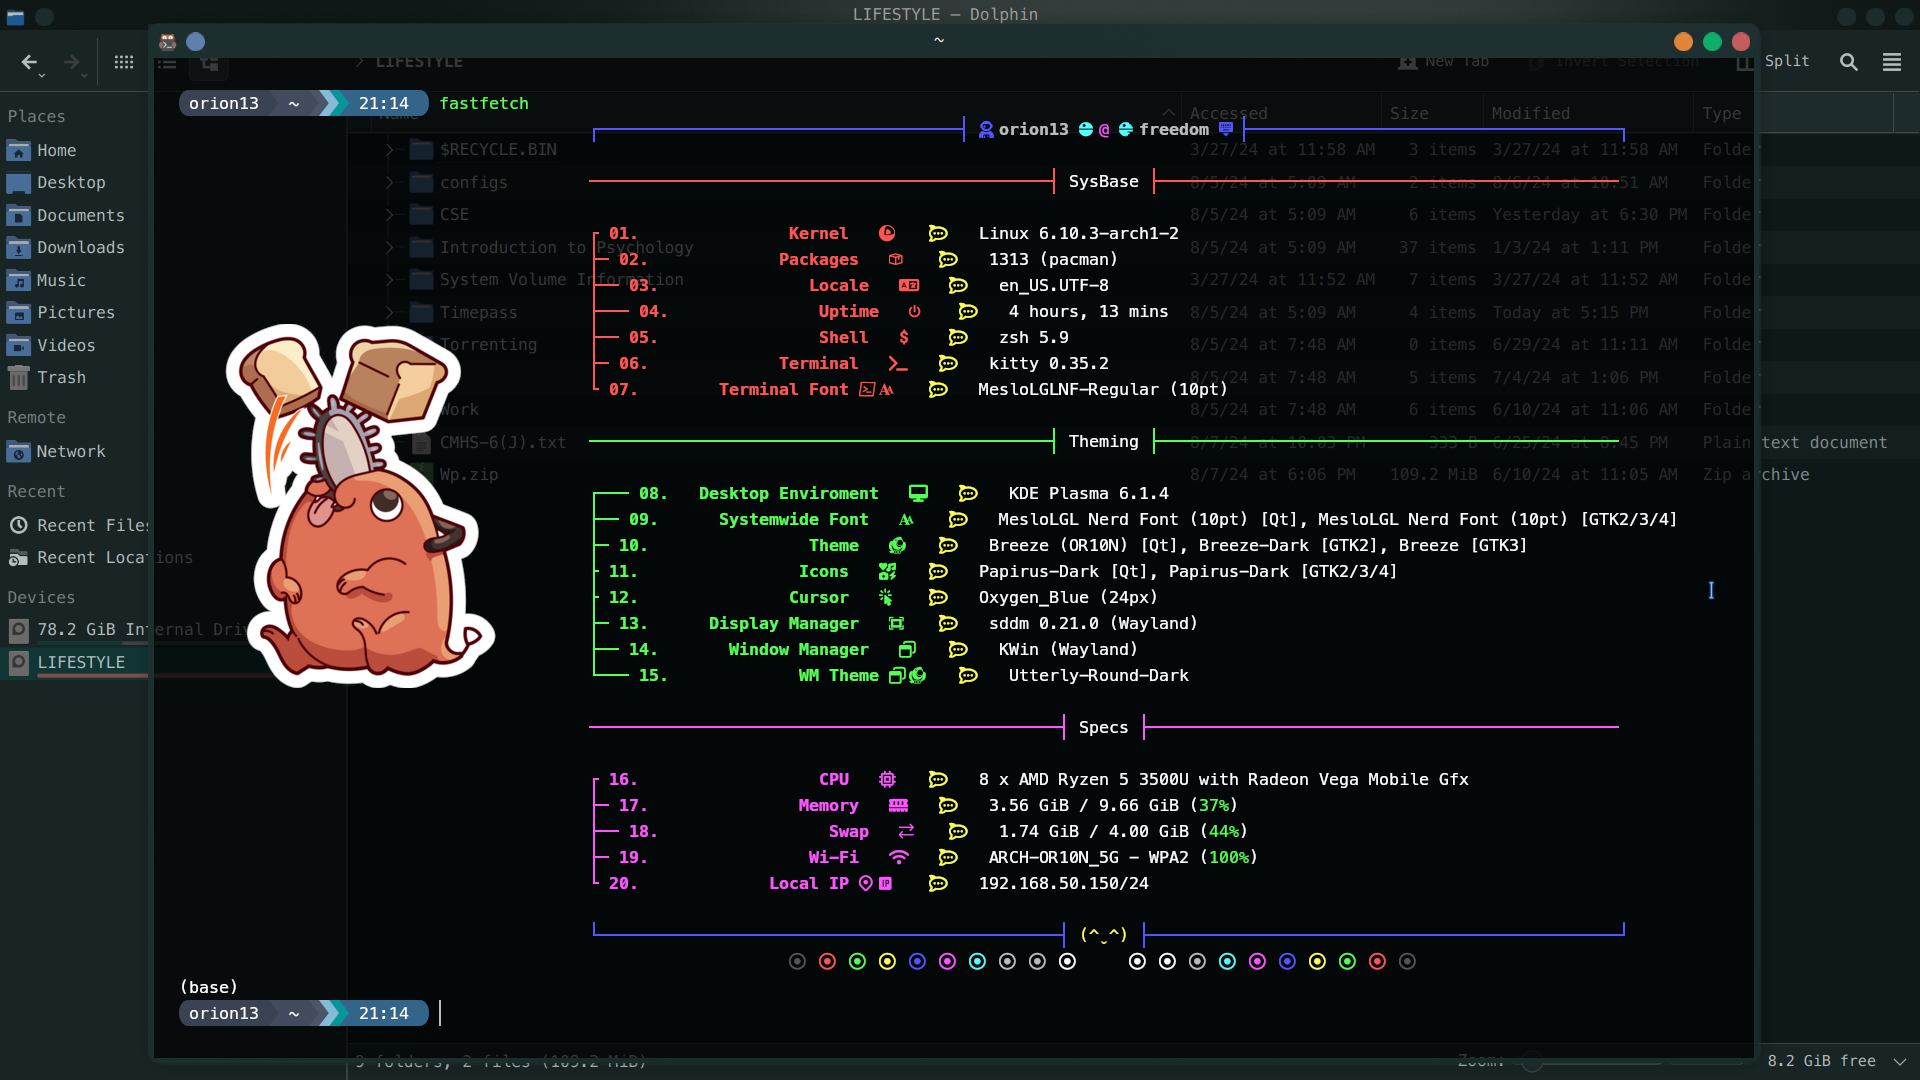 LIFESTYLE — Dolphin
~
Split
LIFESTYLE
New Tab
Invert Selection
Places
Home
Desktop
Documents
Downloads
Music
Pictures
Videos
Trash
Remote
Network
Recent
Recent Files
Recent Locations
Devices
78.2 GiB Internal Driv
LIFESTYLE
orion13 ~ 21:14 fastfetch
Name Accessed Size Modified Type
$RECYCLE.BIN 3/27/24 at 11:58 AM 3 items 3/27/24 at 11:58 AM Folde
configs 8/5/24 at 5:09 AM 2 items 8/6/24 at 10:51 AM Folde
CSE 8/5/24 at 5:09 AM 6 items Yesterday at 6:30 PM Folde
Introduction to Psychology 8/5/24 at 5:09 AM 37 items 1/3/24 at 1:11 PM Folde
System Volume Information 3/27/24 at 11:52 AM 7 items 3/27/24 at 11:52 AM Folde
Timepass 8/5/24 at 5:09 AM 4 items Today at 5:15 PM Folde
Torrenting 8/5/24 at 7:48 AM 0 items 6/29/24 at 11:11 AM Folde
8/5/24 at 7:48 AM 5 items 7/4/24 at 1:06 PM Folde
Work 8/5/24 at 7:48 AM 6 items 6/10/24 at 11:06 AM Folde
CMHS-6(J).txt 8/7/24 at 10:03 PM 333 B 6/25/24 at 8:45 PM Plain text document
Wp.zip 8/7/24 at 6:06 PM 109.2 MiB 6/10/24 at 11:05 AM Zip archive
orion13 @ freedom
SysBase
01. Kernel Linux 6.10.3-arch1-2
02. Packages 1313 (pacman)
03. Locale en_US.UTF-8
04. Uptime 4 hours, 13 mins
05. Shell zsh 5.9
06. Terminal kitty 0.35.2
07. Terminal Font MesloLGLNF-Regular (10pt)
Theming
08. Desktop Enviroment KDE Plasma 6.1.4
09. Systemwide Font MesloLGL Nerd Font (10pt) [Qt], MesloLGL Nerd Font (10pt) [GTK2/3/4]
10. Theme Breeze (OR10N) [Qt], Breeze-Dark [GTK2], Breeze [GTK3]
11. Icons Papirus-Dark [Qt], Papirus-Dark [GTK2/3/4]
12. Cursor Oxygen_Blue (24px)
13. Display Manager sddm 0.21.0 (Wayland)
14. Window Manager KWin (Wayland)
15. WM Theme Utterly-Round-Dark
Specs
16. CPU 8 x AMD Ryzen 5 3500U with Radeon Vega Mobile Gfx
17. Memory 3.56 GiB / 9.66 GiB (37%)
18. Swap 1.74 GiB / 4.00 GiB (44%)
19. Wi-Fi ARCH-OR10N_5G - WPA2 (100%)
20. Local IP 192.168.50.150/24
(^_^)
(base)
orion13 ~ 21:14
9 folders, 2 files (109.2 MiB)
Zoom:
8.2 GiB free